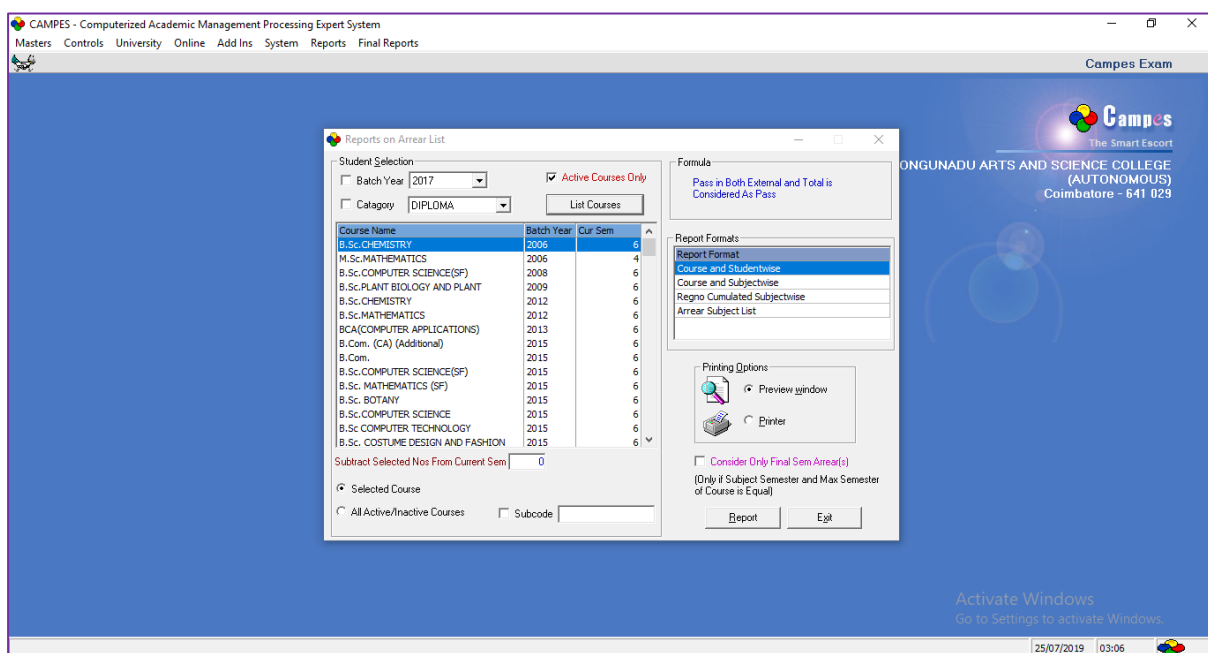 CAMPES - Computerized Academic Management Processing Expert System
Masters Controls University Online Add Ins System Reports Final Reports
Campes Exam
Campes
The Smart Escort
ONGUNADU ARTS AND SCIENCE COLLEGE
(AUTONOMOUS)
Coimbatore - 641 029
Reports on Arrear List
Student Selection
Batch Year 2017 Active Courses Only
Catagory DIPLOMA List Courses
Course Name Batch Year Cur Sem
B.Sc.CHEMISTRY 2006 6
M.Sc.MATHEMATICS 2006 4
B.Sc.COMPUTER SCIENCE(SF) 2008 6
B.Sc.PLANT BIOLOGY AND PLANT 2009 6
B.Sc.CHEMISTRY 2012 6
B.Sc.MATHEMATICS 2012 6
BCA(COMPUTER APPLICATIONS) 2013 6
B.Com. (CA) (Additional) 2015 6
B.Com. 2015 6
B.Sc.COMPUTER SCIENCE(SF) 2015 6
B.Sc. MATHEMATICS (SF) 2015 6
B.Sc. BOTANY 2015 6
B.Sc.COMPUTER SCIENCE 2015 6
B.Sc COMPUTER TECHNOLOGY 2015 6
B.Sc. COSTUME DESIGN AND FASHION 2015 6
Subtract Selected Nos From Current Sem 0
Selected Course
All Active/Inactive Courses Subcode
Formula
Pass in Both External and Total is
Considered As Pass
Report Formats
Report Format
Course and Studentwise
Course and Subjectwise
Regno Cumulated Subjectwise
Arrear Subject List
Printing Options
Preview window
Printer
Consider Only Final Sem Arrear(s)
(Only if Subject Semester and Max Semester
of Course is Equal)
Report Exit
Activate Windows
Go to Settings to activate Windows.
25/07/2019 03:06